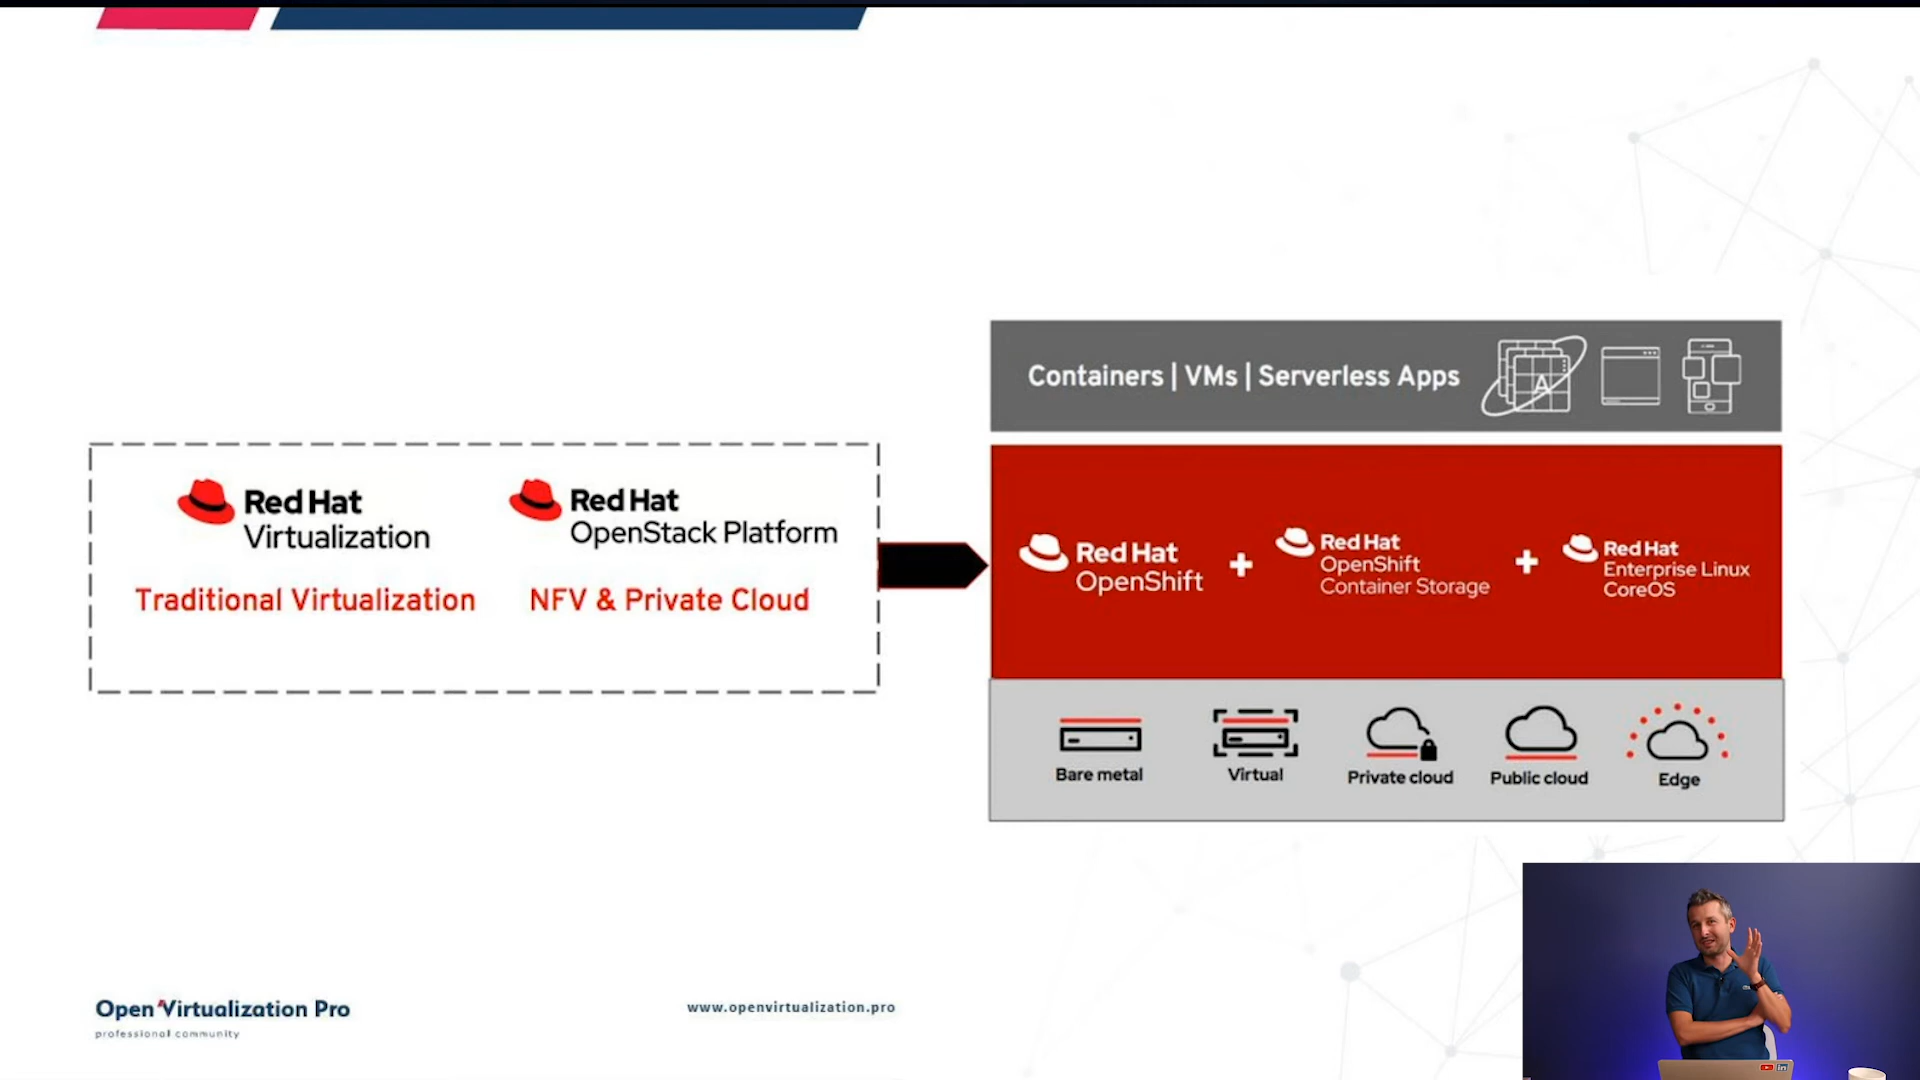 Containers | VMs | Serverless Apps
A
Red Hat
Virtualization
Traditional Virtualization
Red Hat
OpenStack Platform
NFV & Private Cloud
Red Hat
OpenShift
+
Red Hat
OpenShift
Container Storage
+
Red Hat
Enterprise Linux
CoreOS
Bare metal
Virtual
Private cloud
Public cloud
Edge
Open Virtualization Pro
professional community
www.openvirtualization.pro